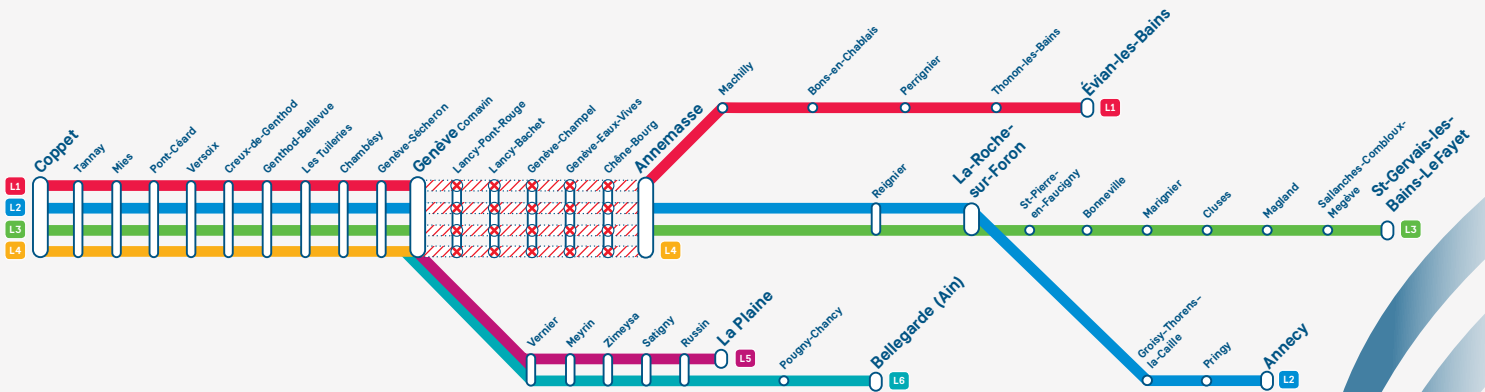 Coppet
Tannay
Mies
Pont-Céard
Versoix
Creux-de-Genthod
Genthod-Bellevue
Les Tuileries
Chambésy
Genève-Sécheron
Genève Cornavin
Lancy-Pont-Rouge
Lancy-Bachet
Genève-Champel
Genève-Eaux-Vives
Chêne-Bourg
Annemasse
Machilly
Bons-en-Chablais
Perrignier
Thonon-les-Bains
Évian-les-Bains
L1
L1
L2
L3
L4
L4
Reignier
La-Roche-
sur-Foron
St-Pierre-
en-Faucigny
Bonneville
Marignier
Cluses
Magland
Sallanches-Combloux-
Megève
St-Gervais-les-
Bains-LeFayet
L3
Vernier
Meyrin
Zimeysa
Satigny
Russin
La Plaine
L5
Pougny-Chancy
Bellegarde (Ain)
L6
Groisy-Thorens-
la-Caille
Pringy
Annecy
L2